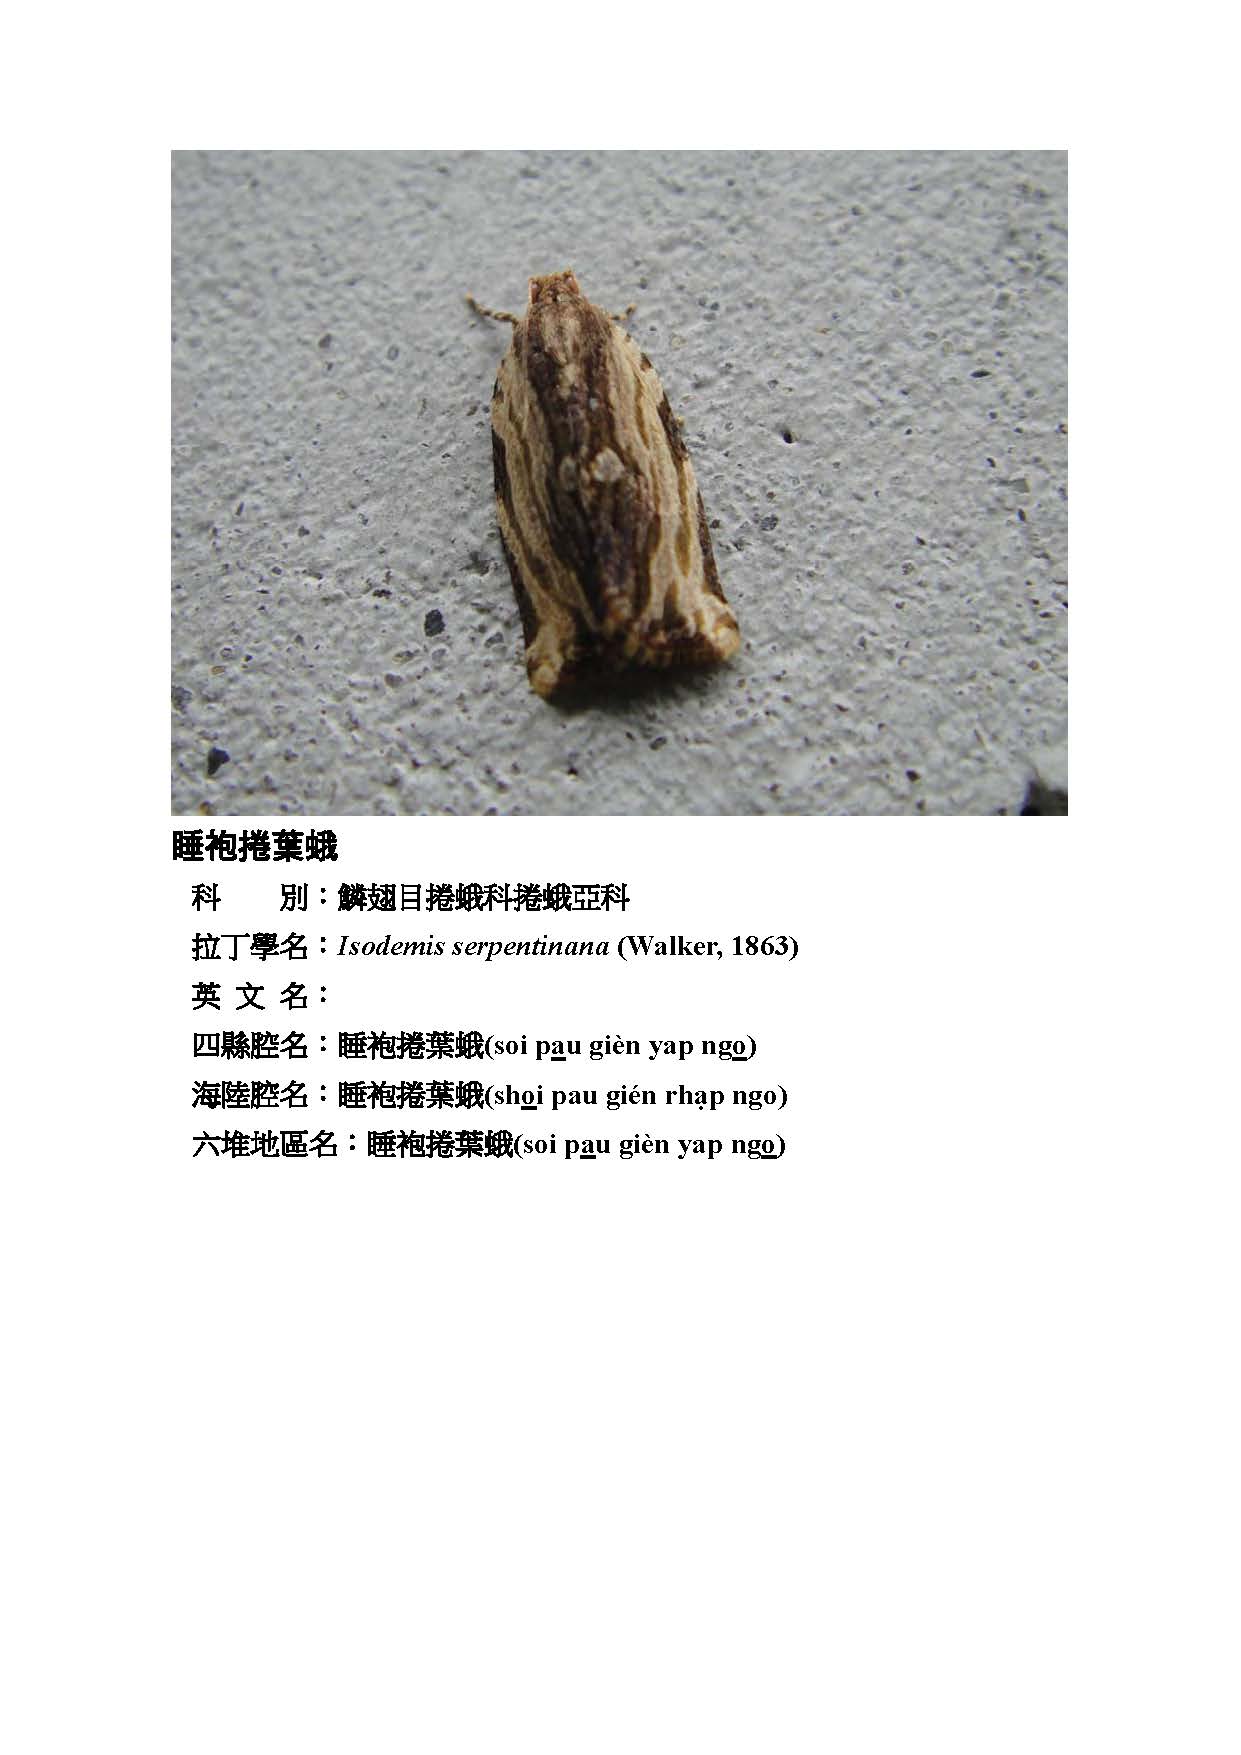 睡袍捲葉蛾
科　　別：鱗翅目捲蛾科捲蛾亞科
拉丁學名：Isodemis serpentinana (Walker, 1863)
英 文 名：
四縣腔名：睡袍捲葉蛾(soi pa̲u gièn yap ngo̲)
海陸腔名：睡袍捲葉蛾(sho̲i pau gién rhạp ngo)
六堆地區名：睡袍捲葉蛾(soi pa̲u gièn yap ngo̲)